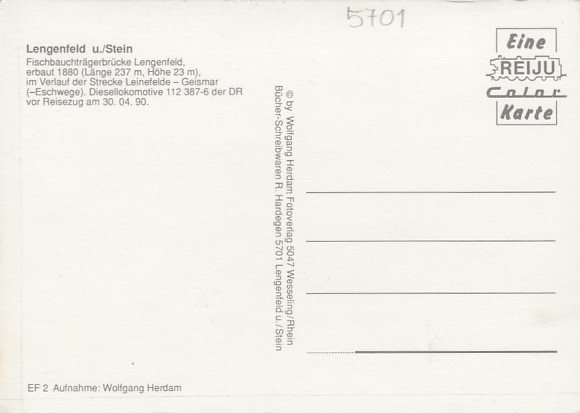 5701
Lengenfeld u./Stein
Fischbauchträgerbrücke Lengenfeld,
erbaut 1880 (Länge 237 m, Höhe 23 m),
im Verlauf der Strecke Leinefelde – Geismar
(–Eschwege). Diesellokomotive 112 387-6 der DR
vor Reisezug am 30. 04. 90.
Eine
REIJU
Color
Karte
© by Wolfgang Herdam Fotoverlag 5047 Wesseling/Rhein
Bücher-Schreibwaren R. Hardegen 5701 Lengenfeld u./Stein
EF 2 Aufnahme: Wolfgang Herdam